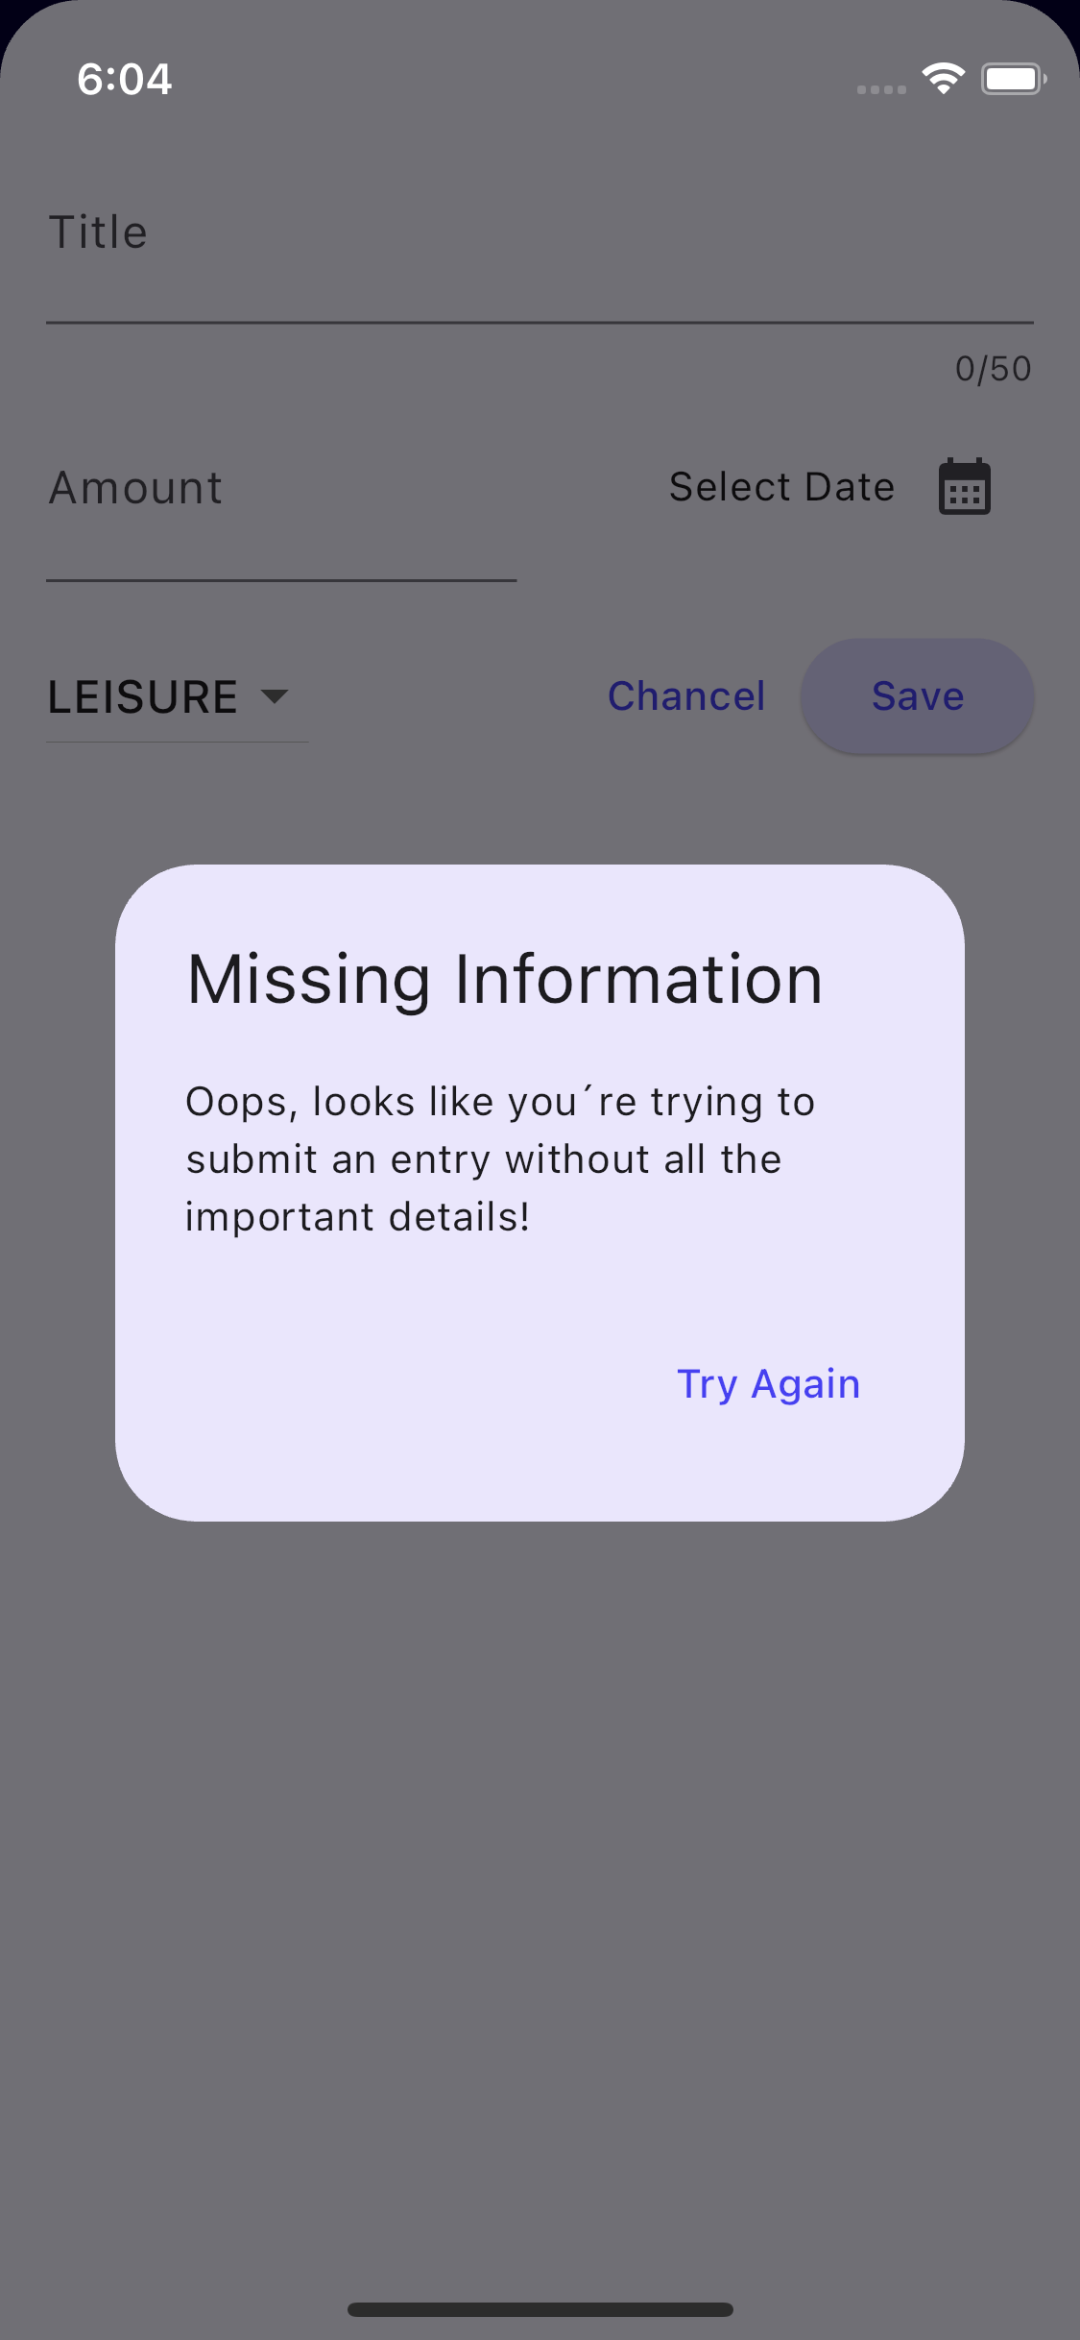 6:04
Title
0/50
Amount
Select Date
LEISURE
Chancel
Save
Missing Information
Oops, looks like you´re trying to
submit an entry without all the
important details!
Try Again